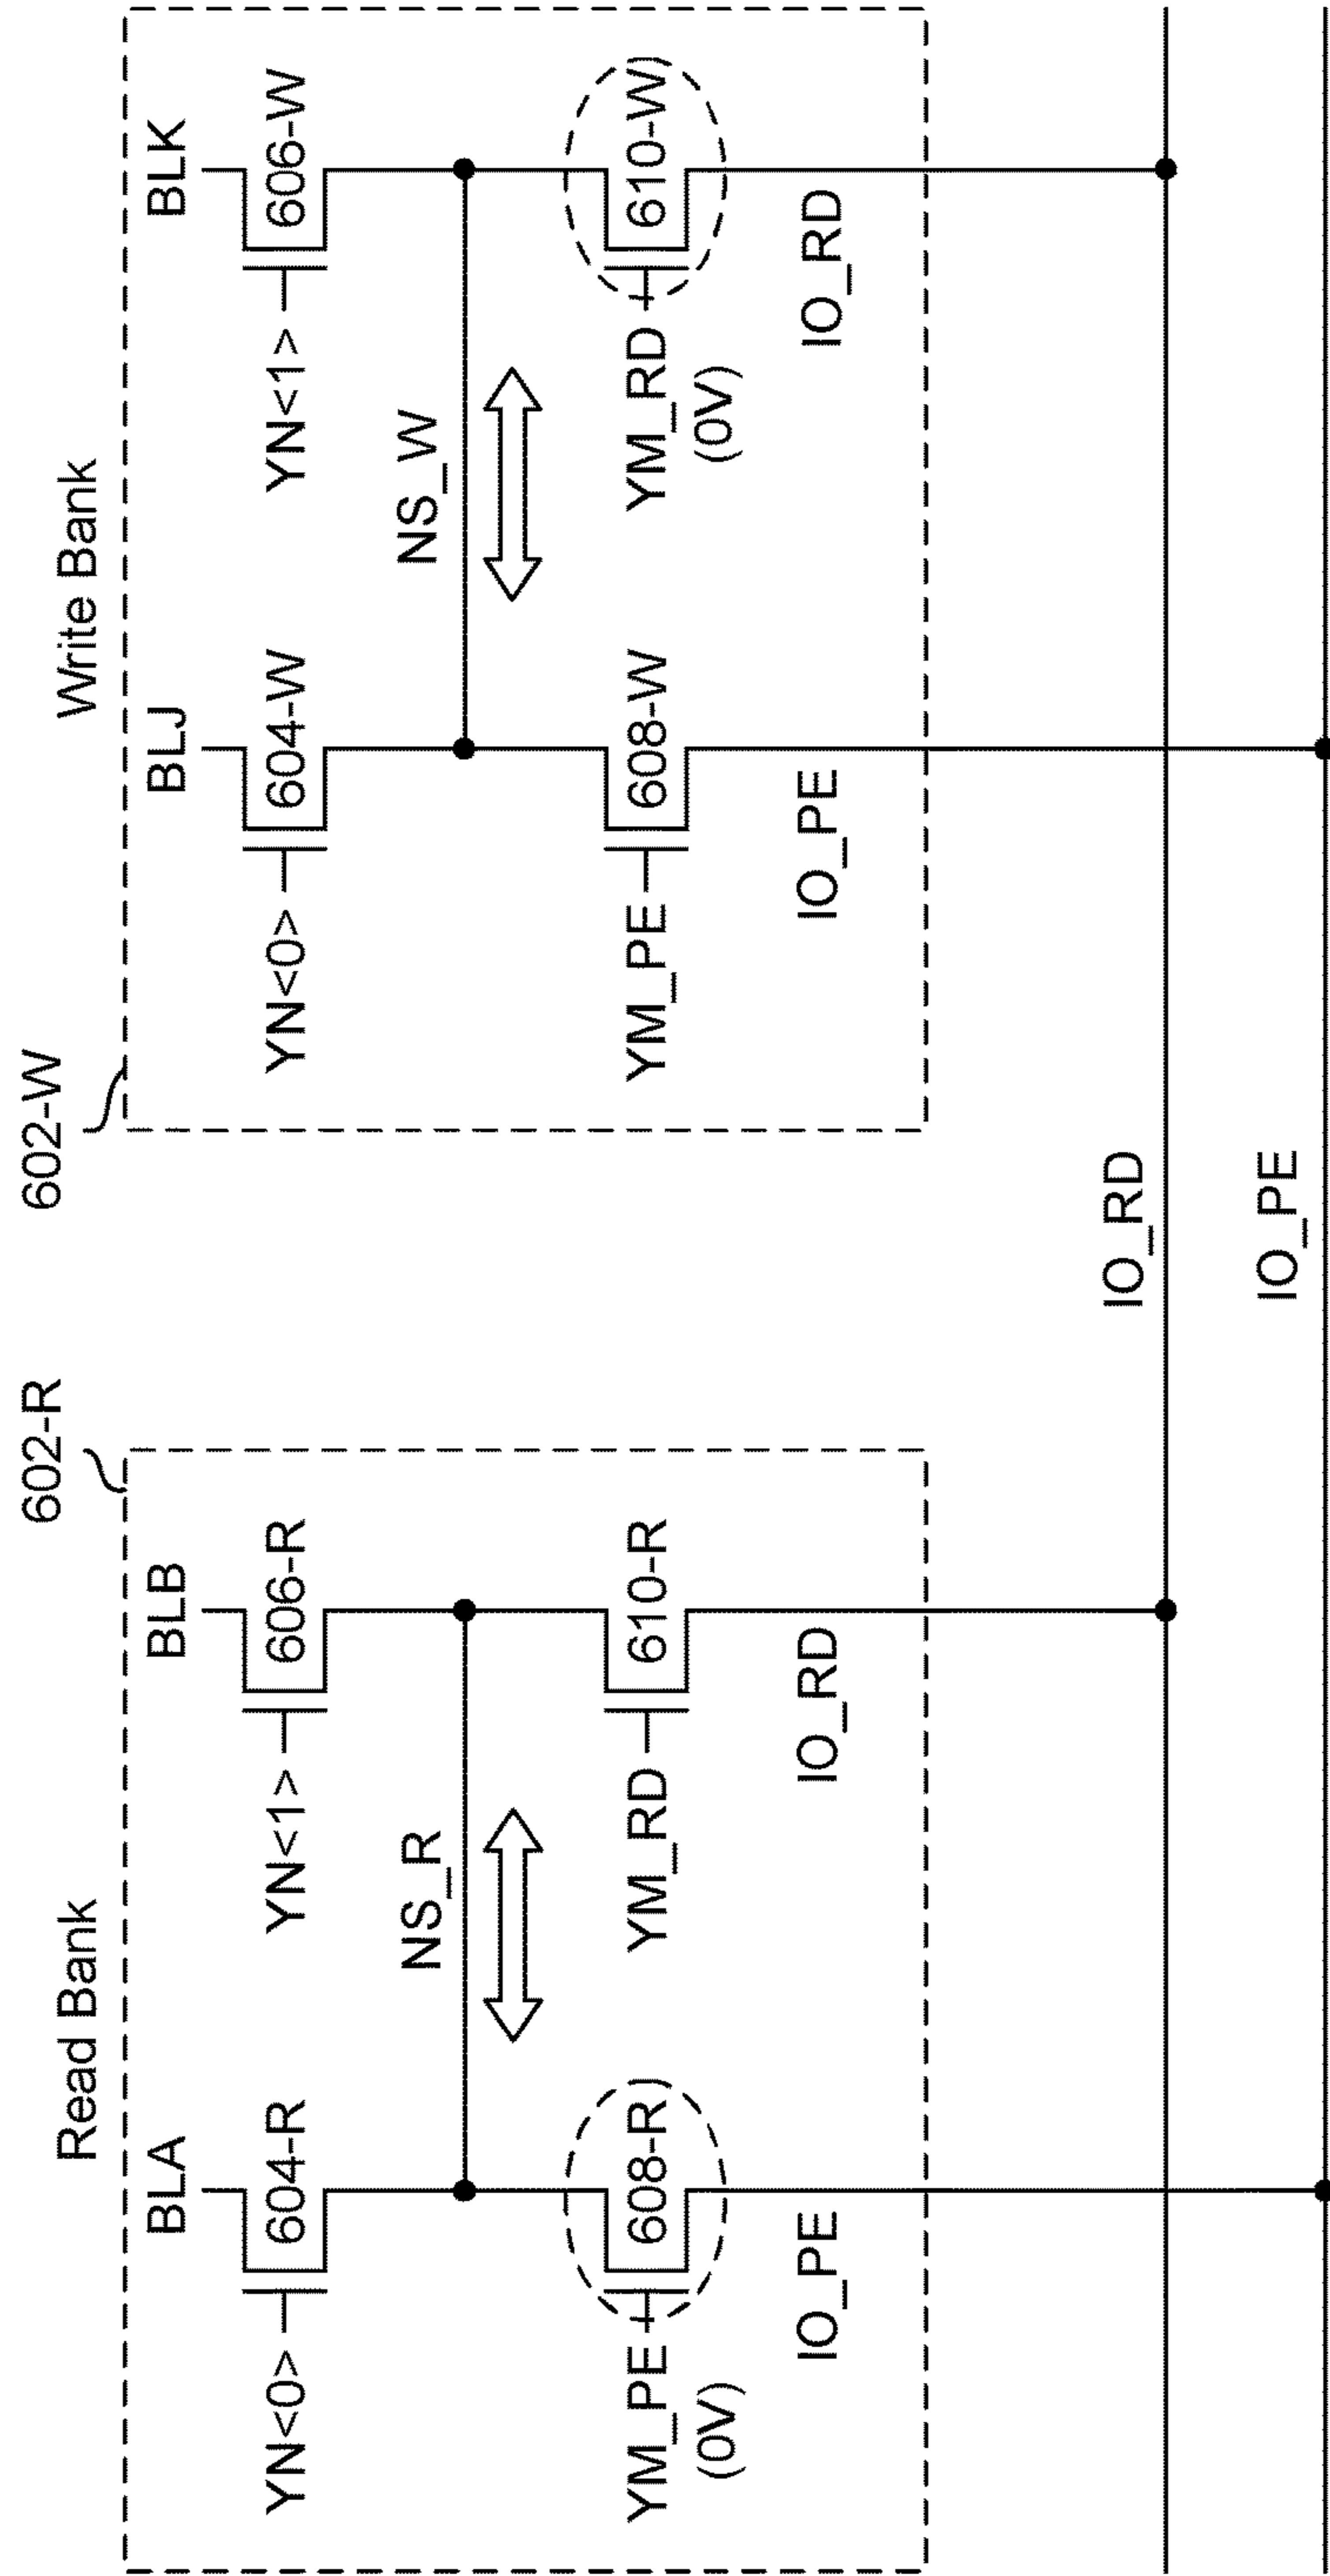 602-R
602-W
Read Bank
Write Bank
BLA
BLB
BLJ
BLK
YN<0>
604-R
YN<1>
606-R
YN<0>
604-W
YN<1>
606-W
NS_R
NS_W
YM_PE
(0V)
608-R
YM_RD
610-R
YM_PE
608-W
YM_RD
(0V)
610-W
IO_PE
IO_RD
IO_PE
IO_RD
IO_RD
IO_PE